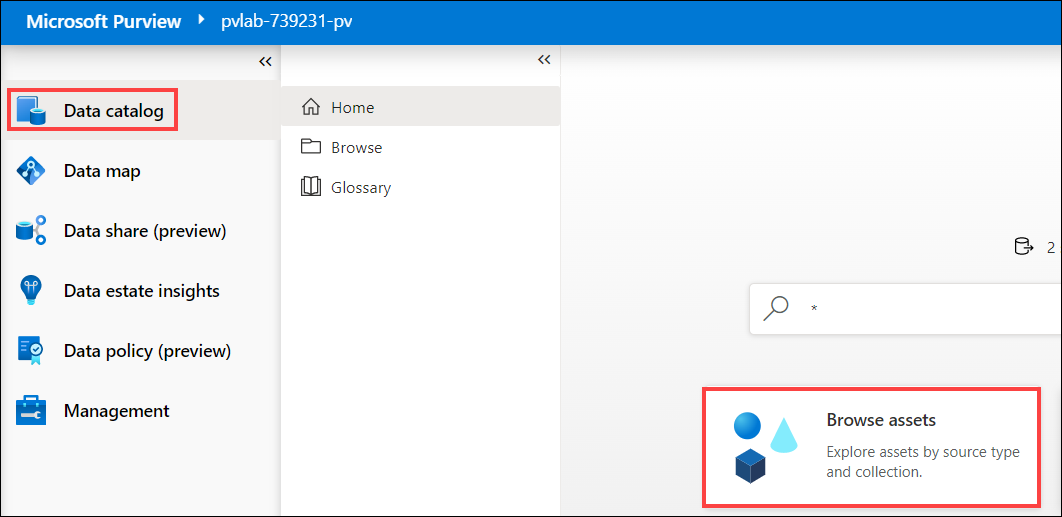 Microsoft Purview pvlab-739231-pv
Data catalog
Data map
Data share (preview)
Data estate insights
Data policy (preview)
Management
Home
Browse
Glossary
2
*
Browse assets
Explore assets by source type
and collection.